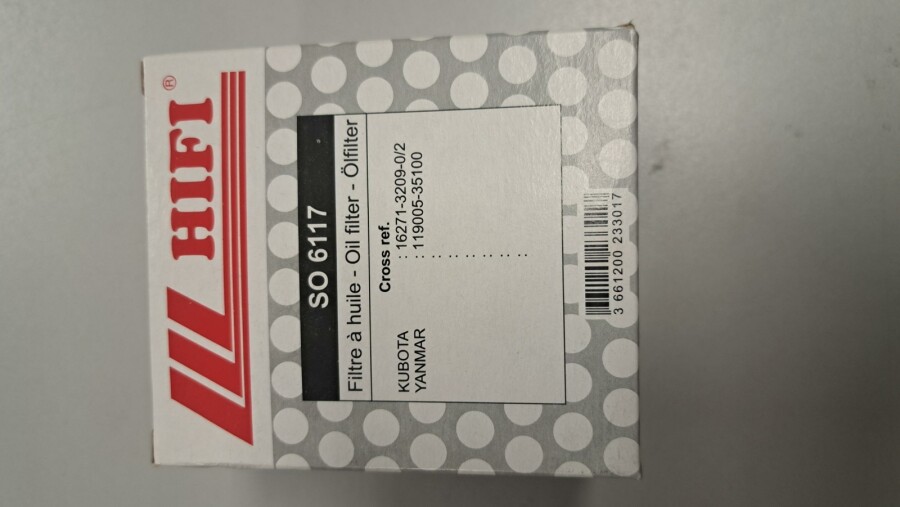 HIFI®
SO 6117
Filtre à huile - Oil filter - Ölfilter
Cross ref.
KUBOTA : 16271-3209-0/2
YANMAR : 119005-35100
:
:
:
:
:
:
3 661200 233017